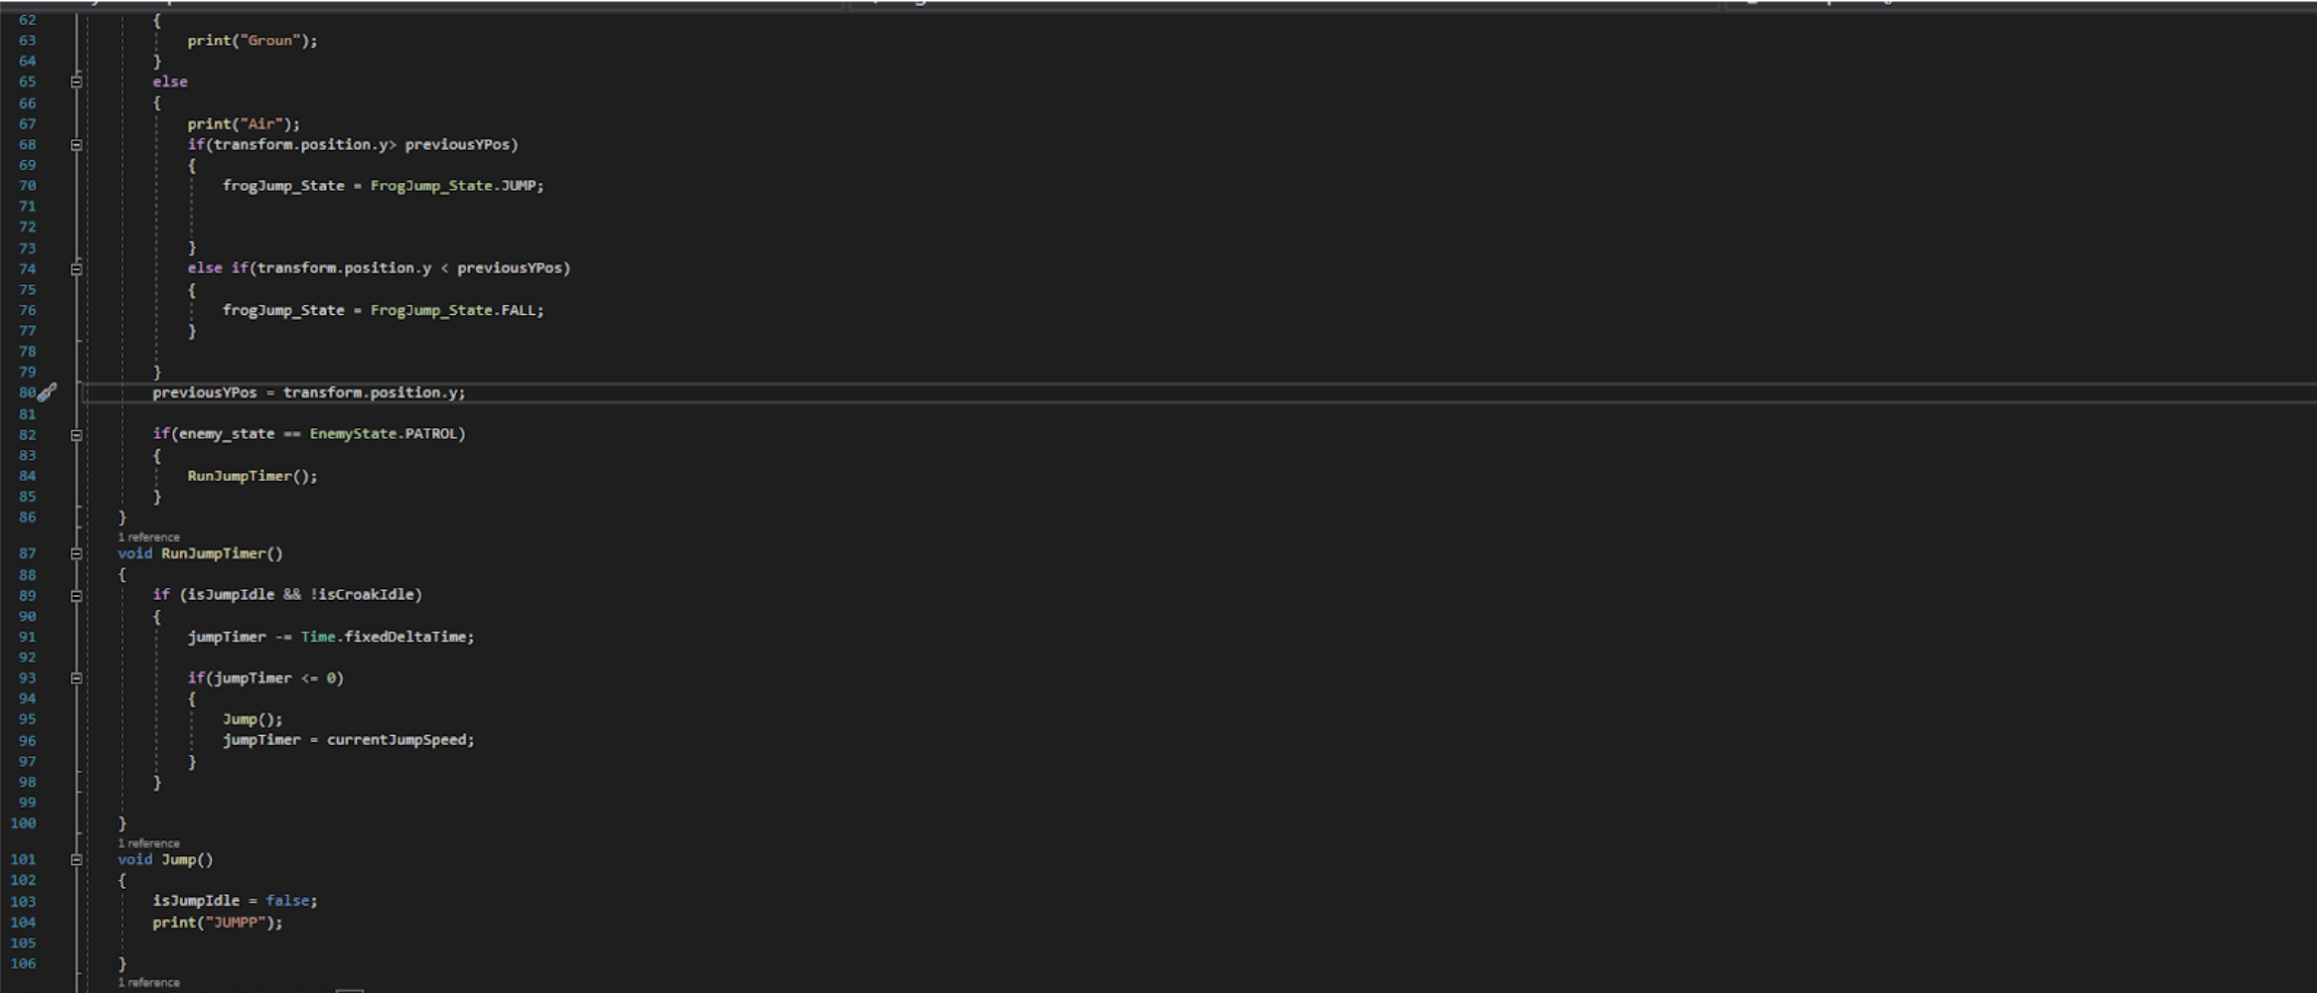 62 {
63 print("Groun");
64 }
65 else
66 {
67 print("Air");
68 if(transform.position.y> previousYPos)
69 {
70 frogJump_State = FrogJump_State.JUMP;
71
72
73 }
74 else if(transform.position.y < previousYPos)
75 {
76 frogJump_State = FrogJump_State.FALL;
77 }
78
79 }
80 previousYPos = transform.position.y;
81
82 if(enemy_state == EnemyState.PATROL)
83 {
84 RunJumpTimer();
85 }
86 }
1 reference
87 void RunJumpTimer()
88 {
89 if (isJumpIdle && !isCroakIdle)
90 {
91 jumpTimer -= Time.fixedDeltaTime;
92
93 if(jumpTimer <= 0)
94 {
95 Jump();
96 jumpTimer = currentJumpSpeed;
97 }
98 }
99
100 }
1 reference
101 void Jump()
102 {
103 isJumpIdle = false;
104 print("JUMPP");
105
106 }
1 reference